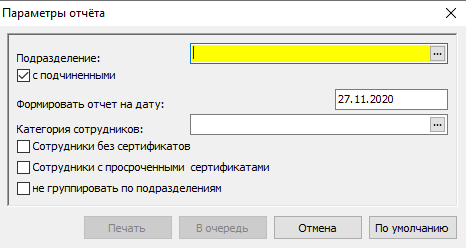 Параметры отчёта
Подразделение:
...
с подчиненными
Формировать отчет на дату:
27.11.2020
Категория сотрудников:
...
Сотрудники без сертификатов
Сотрудники с просроченными сертификатами
не группировать по подразделениям
Печать
В очередь
Отмена
По умолчанию